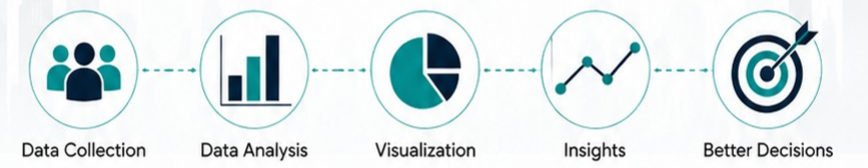 Data Collection
Data Analysis
Visualization
Insights
Better Decisions